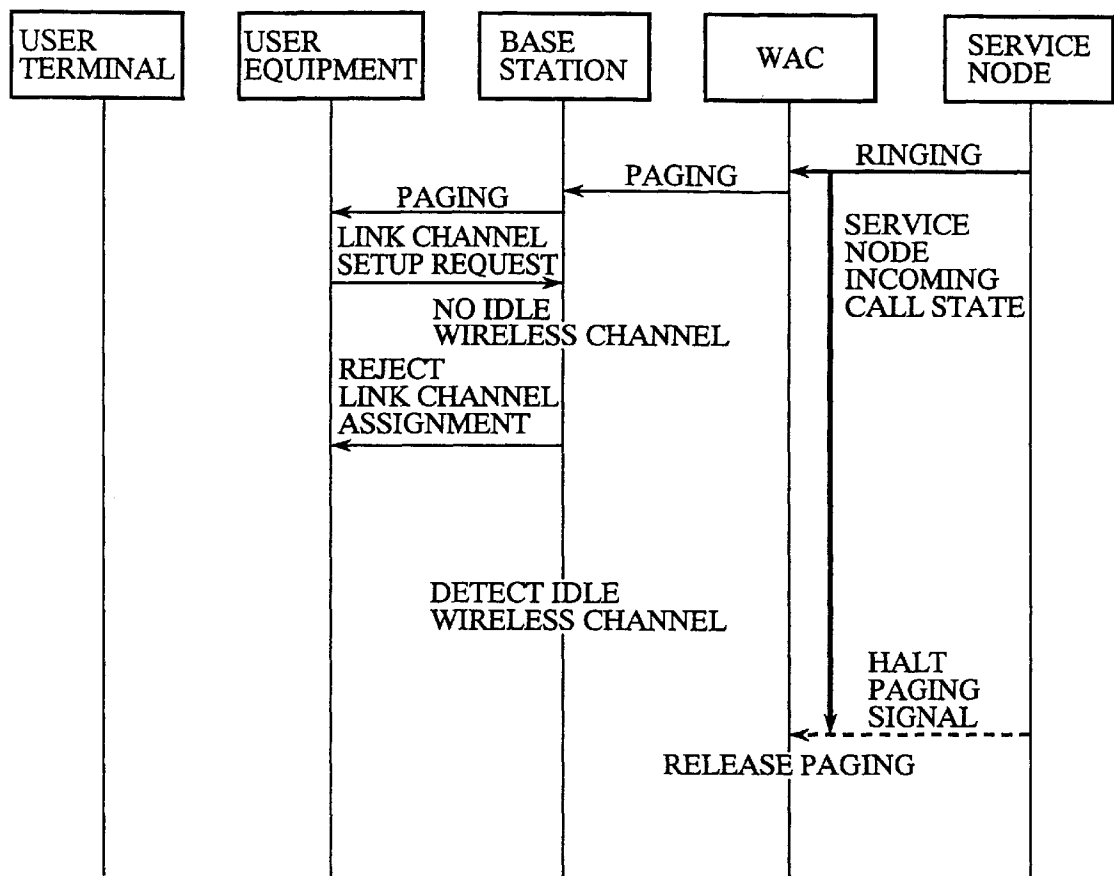 USER
TERMINAL
USER
EQUIPMENT
BASE
STATION
WAC
SERVICE
NODE
RINGING
PAGING
PAGING
SERVICE
NODE
INCOMING
CALL STATE
LINK CHANNEL
SETUP REQUEST
NO IDLE
WIRELESS CHANNEL
REJECT
LINK CHANNEL
ASSIGNMENT
DETECT IDLE
WIRELESS CHANNEL
HALT
PAGING
SIGNAL
RELEASE PAGING